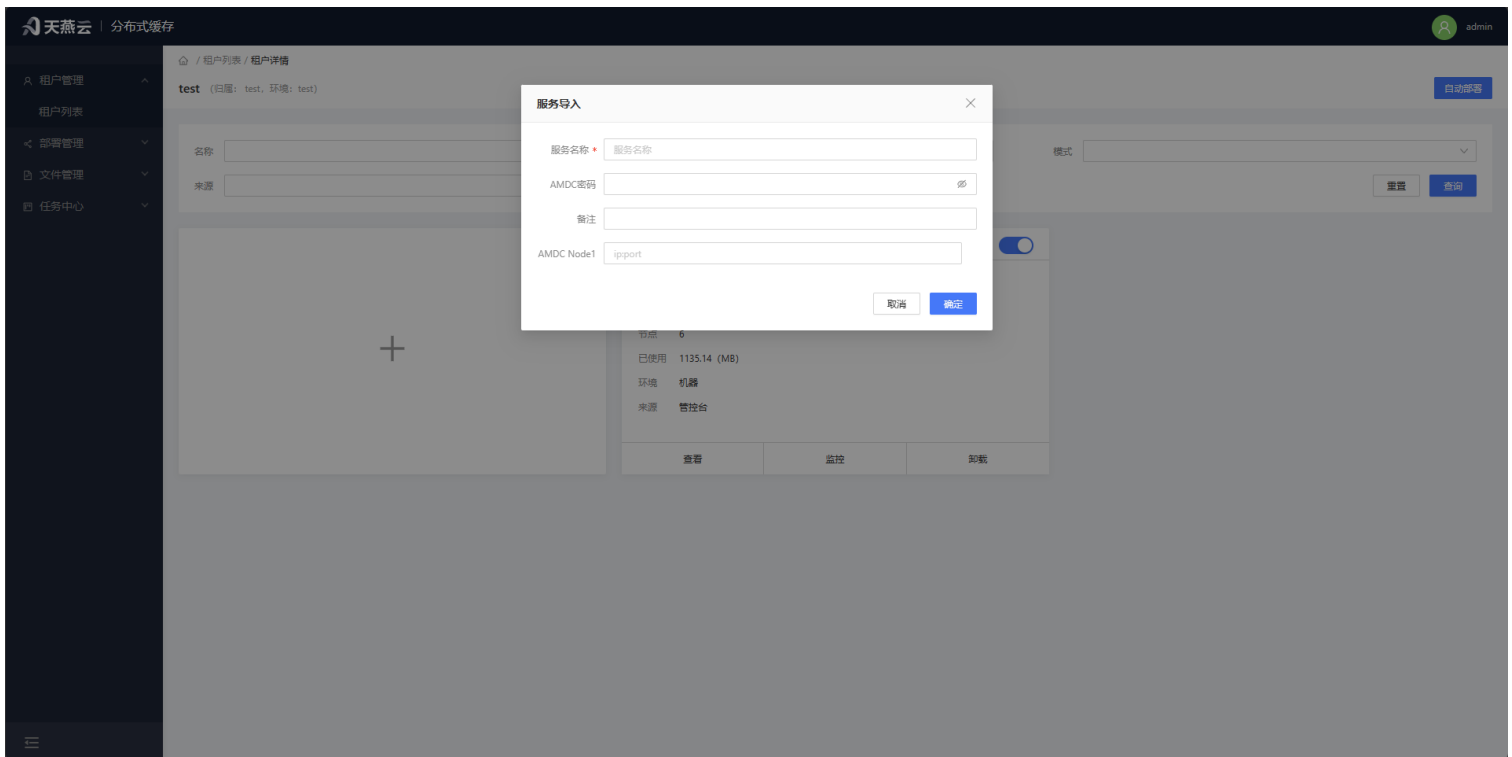 天燕云 分布式缓存 admin
/ 租户列表 / 租户详情
租户管理
test (归属: test, 环境: test) 自动部署
租户列表
部署管理
文件管理
任务中心
名称 模式
来源 重置 查询
服务导入
服务名称 * 服务名称
AMDC密码
备注
AMDC Node1 ip:port
取消 确定
节点 6
已使用 1135.14 (MB)
环境 机器
来源 管控台
查看 监控 卸载